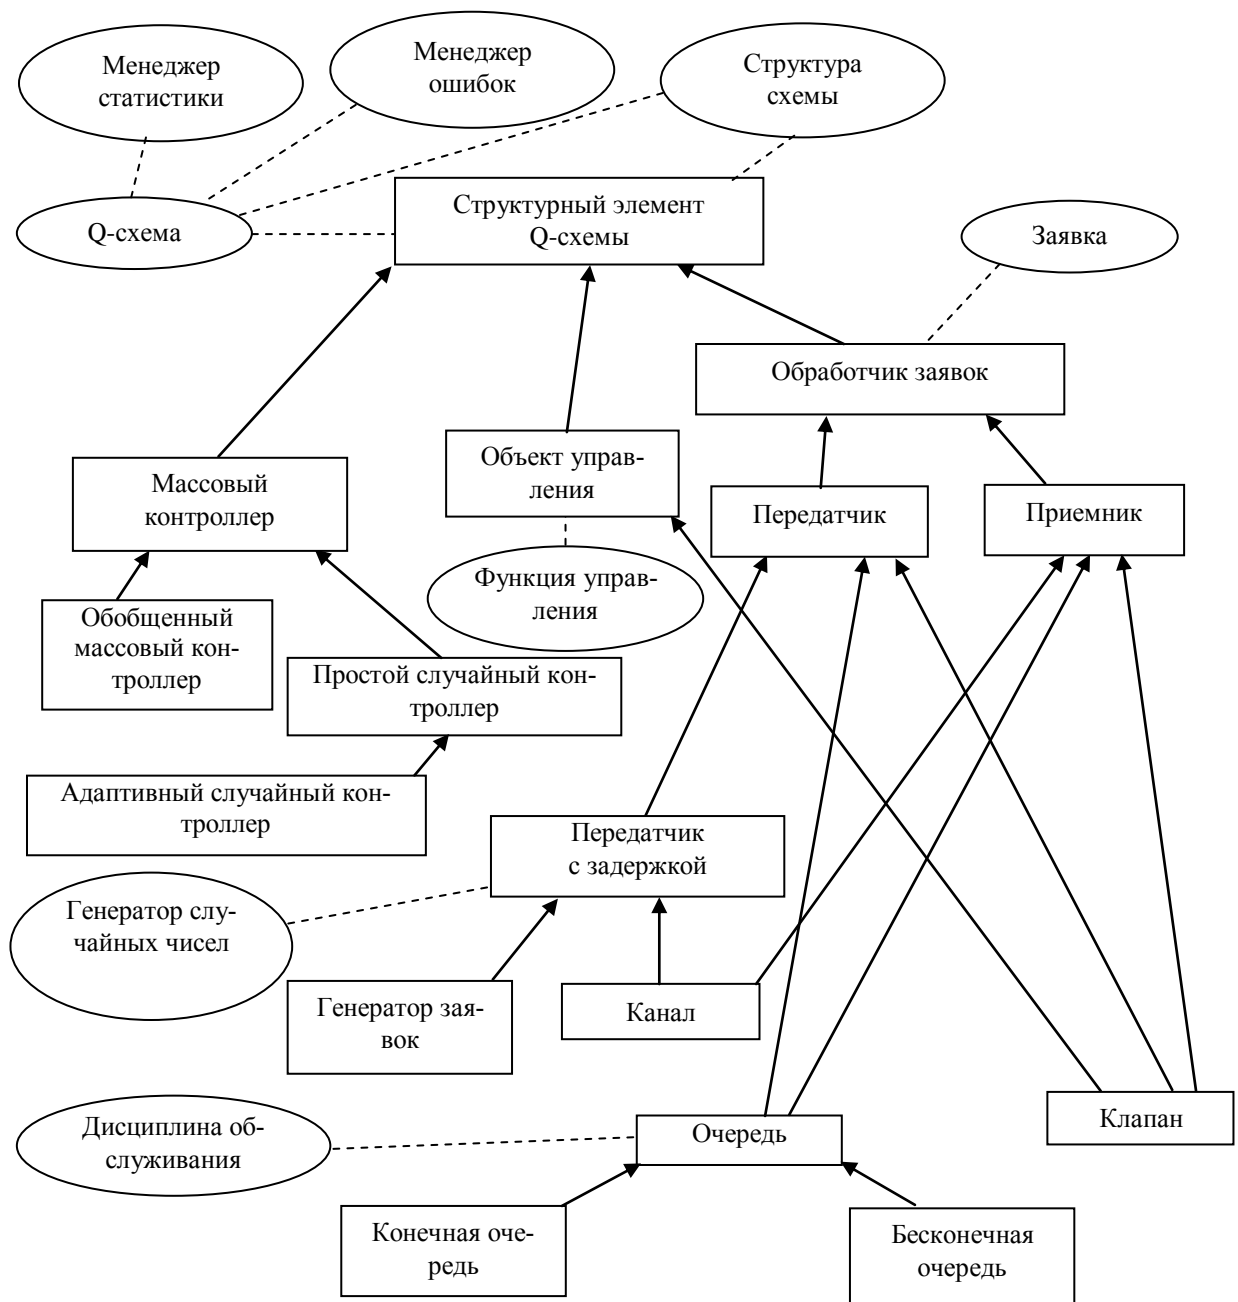 Менеджер
статистики
Менеджер
ошибок
Структура
схемы
Q-схема
Структурный элемент
Q-схемы
Заявка
Обработчик заявок
Массовый
контроллер
Объект управ-
ления
Передатчик
Приемник
Функция управ-
ления
Обобщенный
массовый кон-
троллер
Простой случайный кон-
троллер
Адаптивный случайный кон-
троллер
Передатчик
с задержкой
Генератор слу-
чайных чисел
Генератор зая-
вок
Канал
Клапан
Дисциплина об-
служивания
Очередь
Конечная оче-
редь
Бесконечная
очередь